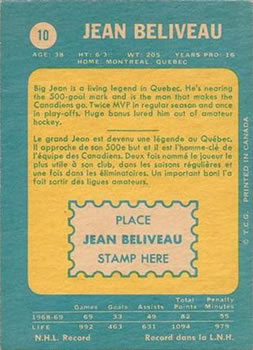 10 JEAN BELIVEAU
AGE: 38 HT: 6.3 WT: 205 YEARS PRO: 16
HOME: MONTREAL, QUEBEC
Big Jean is a living legend in Quebec. He's nearing
the 500-goal mark and is the man that makes the
Canadiens go. Twice MVP in regular season and once
in play-offs. Huge bonus lured him out of amateur
hockey.
Le grand Jean est devenu une légende au Québec.
Il approche de son 500e but et il est l'homme-clé de
l'équipe des Canadiens. Deux fois nommé le joueur le
plus utile à son club, dans les saisons régulières et
une fois dans les éliminatoires. Un important boni l'a
fait sortir des ligues amateurs.
PLACE
JEAN BELIVEAU
STAMP HERE
© T.C.G. PRINTED IN CANADA
Games Goals Assists Total Points Penalty Minutes
1968-69 69 33 49 82 55
LIFE 992 463 631 1094 979
N.H.L. Record Record dans la L.N.H.